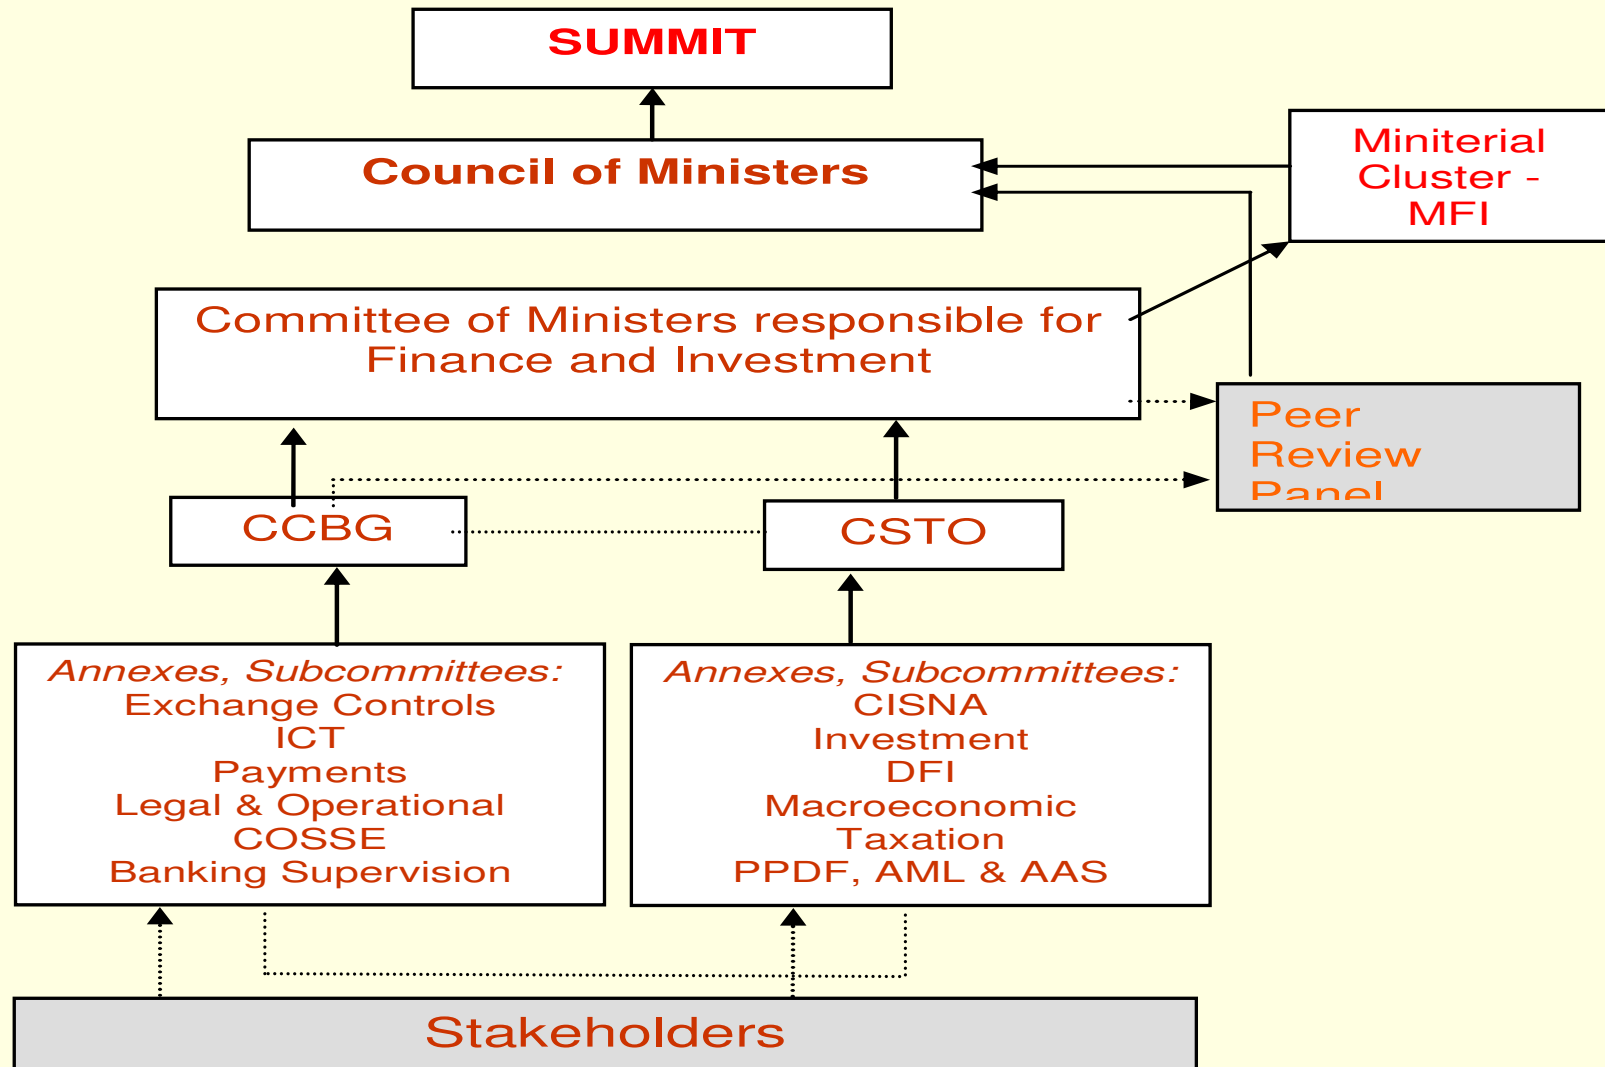 SUMMIT
Council of Ministers
Miniterial
Cluster -
MFI
Committee of Ministers responsible for
Finance and Investment
Peer
Review
Panel
CCBG
CSTO
Annexes, Subcommittees:
Exchange Controls
ICT
Payments
Legal & Operational
COSSE
Banking Supervision
Annexes, Subcommittees:
CISNA
Investment
DFI
Macroeconomic
Taxation
PPDF, AML & AAS
Stakeholders